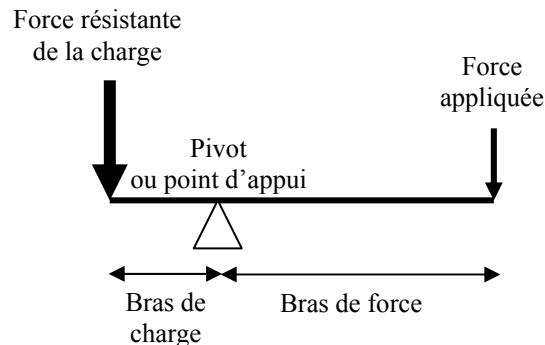 Force résistante
de la charge
Force
appliquée
Pivot
ou point d’appui
Bras de
charge
Bras de force